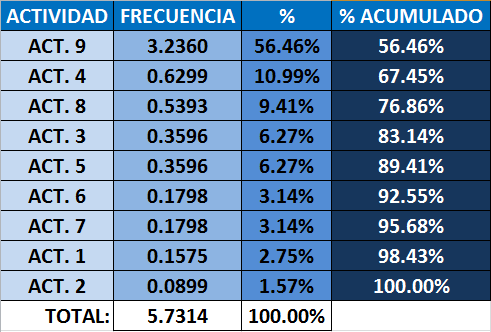 ACTIVIDAD FRECUENCIA % % ACUMULADO
ACT. 9 3.2360 56.46% 56.46%
ACT. 4 0.6299 10.99% 67.45%
ACT. 8 0.5393 9.41% 76.86%
ACT. 3 0.3596 6.27% 83.14%
ACT. 5 0.3596 6.27% 89.41%
ACT. 6 0.1798 3.14% 92.55%
ACT. 7 0.1798 3.14% 95.68%
ACT. 1 0.1575 2.75% 98.43%
ACT. 2 0.0899 1.57% 100.00%
TOTAL: 5.7314 100.00%